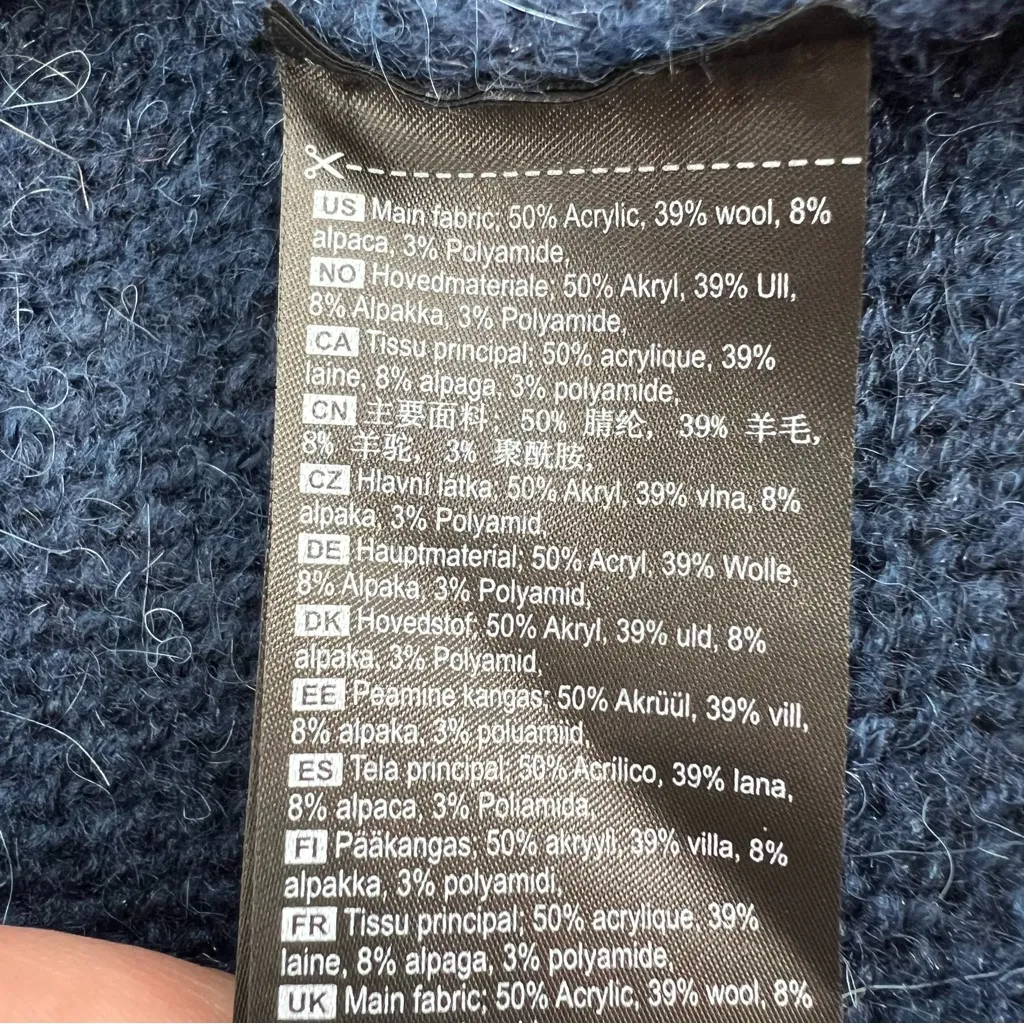 US Main fabric; 50% Acrylic, 39% wool, 8%
alpaca, 3% Polyamide,
NO Hovedmateriale; 50% Akryl, 39% Ull,
8% Alpakka, 3% Polyamide,
CA Tissu principal; 50% acrylique, 39%
laine, 8% alpaga, 3% polyamide,
CN 主要面料; 50% 腈纶, 39% 羊毛,
8% 羊驼, 3% 聚酰胺,
CZ Hlavní látka; 50% Akryl, 39% vlna, 8%
alpaka, 3% Polyamid,
DE Hauptmaterial; 50% Acryl, 39% Wolle,
8% Alpaka, 3% Polyamid,
DK Hovedstof; 50% Akryl, 39% uld, 8%
alpaka, 3% Polyamid,
EE Peamine kangas; 50% Akrüül, 39% vill,
8% alpaka, 3% poluamiid,
ES Tela principal; 50% Acrílico, 39% lana,
8% alpaca, 3% Poliamida,
FI Pääkangas; 50% akryyli, 39% villa, 8%
alpakka, 3% polyamidi,
FR Tissu principal; 50% acrylique, 39%
laine, 8% alpaga, 3% polyamide,
UK Main fabric; 50% Acrylic, 39% wool, 8%